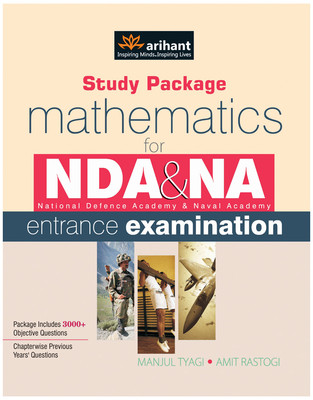 arihant
Inspiring Minds. Inspiring Lives
Study Package
mathematics
for
NDA&NA
National Defence Academy & Naval Academy
entrance examination
Package Includes 3000+
Objective Questions
Chapterwise Previous
Years' Questions
MANJUL TYAGI • AMIT RASTOGI